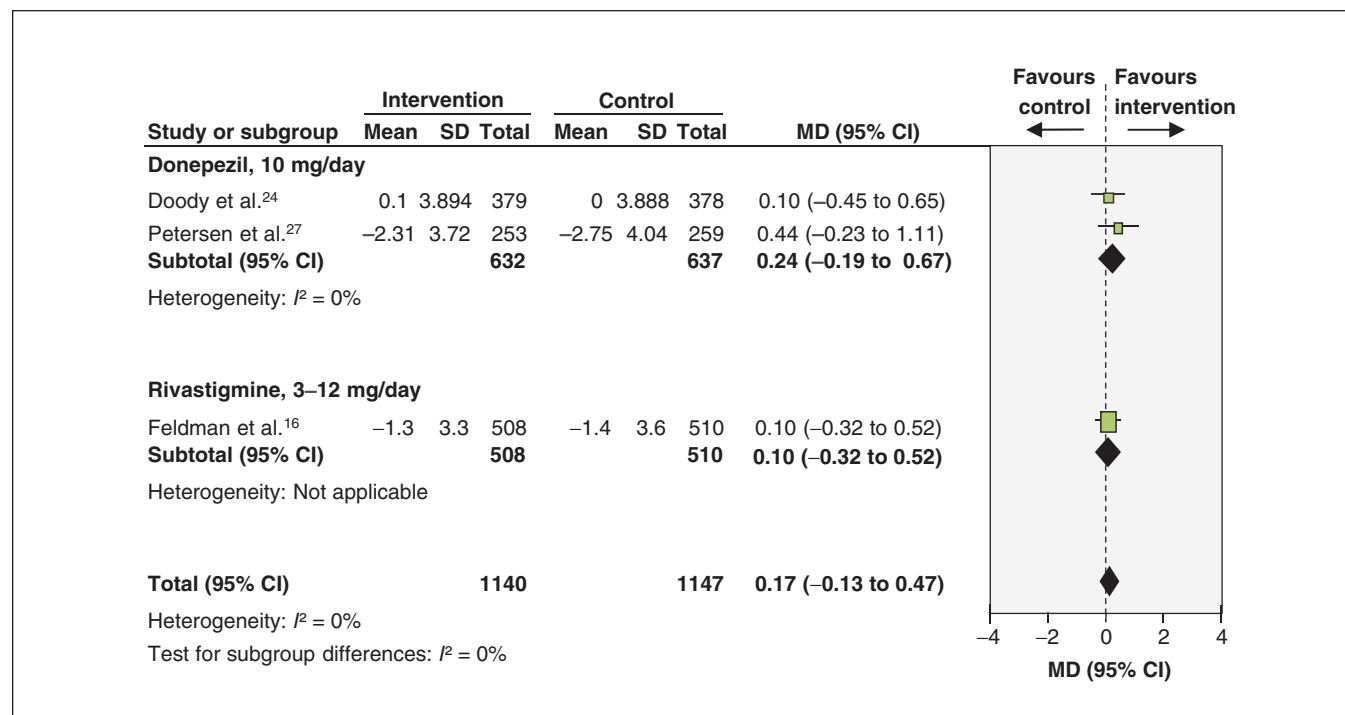 Favours Favours
control intervention
Intervention Control
Study or subgroup Mean SD Total Mean SD Total MD (95% CI)
Donepezil, 10 mg/day
Doody et al.²⁴ 0.1 3.894 379 0 3.888 378 0.10 (–0.45 to 0.65)
Petersen et al.²⁷ –2.31 3.72 253 –2.75 4.04 259 0.44 (–0.23 to 1.11)
Subtotal (95% CI) 632 637 0.24 (–0.19 to 0.67)
Heterogeneity: I² = 0%
Rivastigmine, 3–12 mg/day
Feldman et al.¹⁶ –1.3 3.3 508 –1.4 3.6 510 0.10 (–0.32 to 0.52)
Subtotal (95% CI) 508 510 0.10 (–0.32 to 0.52)
Heterogeneity: Not applicable
Total (95% CI) 1140 1147 0.17 (–0.13 to 0.47)
Heterogeneity: I² = 0%
Test for subgroup differences: I² = 0%
–4 –2 0 2 4
MD (95% CI)